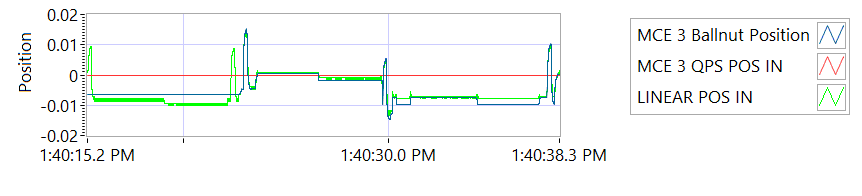 0.02
0.01
0
-0.01
-0.02
Position
1:40:15.2 PM
1:40:30.0 PM
1:40:38.3 PM
MCE 3 Ballnut Position
MCE 3 QPS POS IN
LINEAR POS IN